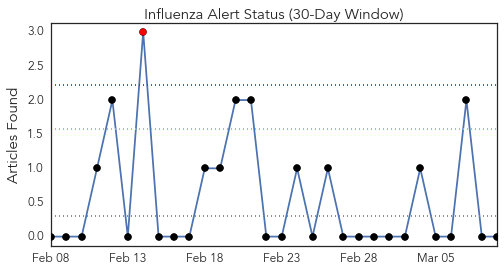 Influenza Alert Status (30-Day Window)
Articles Found
3.0
2.5
2.0
1.5
1.0
0.5
0.0
Feb 08 Feb 13 Feb 18 Feb 23 Feb 28 Mar 05